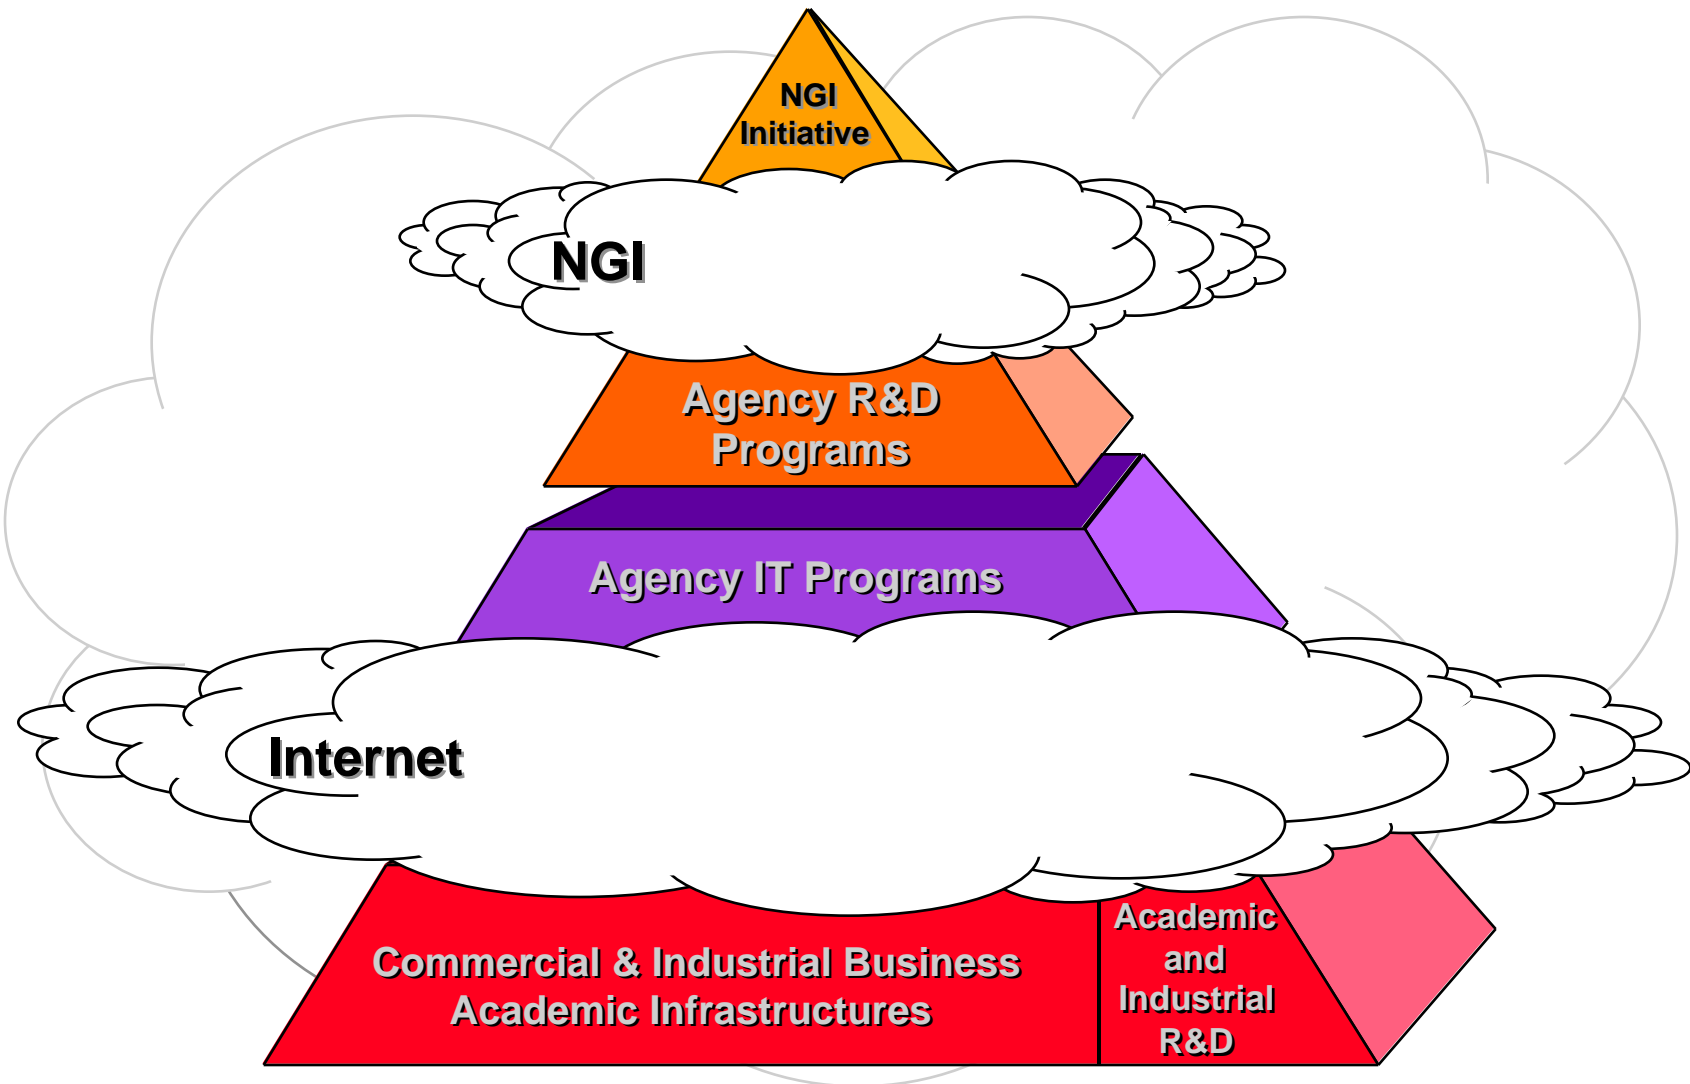 NGI
Initiative
NGI
Agency R&D
Programs
Agency IT Programs
Internet
Commercial & Industrial Business
Academic Infrastructures
Academic
and
Industrial
R&D